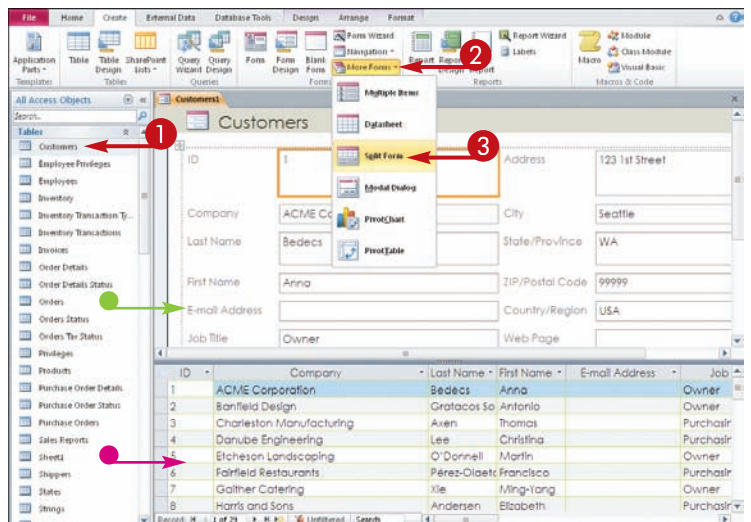 File Home Create External Data Database Tools Design Arrange Format
Application Parts
Table
Table Design
SharePoint Lists
Query Wizard
Query Design
Form
Form Design
Blank Form
Form Wizard
Navigation
More Forms
Report
Report Design
Report
Report Wizard
Labels
Macro
Module
Class Module
Visual Basic
Templates Tables Queries Forms Reports Macros & Code
2
Multiple Items
Datasheet
Split Form
3
Modal Dialog
PivotChart
PivotTable
All Access Objects
Search...
Tables
1
Customers
Employee Privileges
Employees
Inventory
Inventory Transaction Ty...
Inventory Transactions
Invoices
Order Details
Order Details Status
Orders
Orders Status
Orders Tax Status
Privileges
Products
Purchase Order Details
Purchase Order Status
Purchase Orders
Sales Reports
Sheet1
Shippers
States
Strings
Customers1
Customers
ID 1 Address 123 1st Street
Company ACME Co City Seattle
Last Name Bedecs State/Province WA
First Name Anna ZIP/Postal Code 99999
E-mail Address Country/Region USA
Job Title Owner Web Page
ID Company Last Name First Name E-mail Address Job
1 ACME Corporation Bedecs Anna Owner
2 Banfield Design Gratacos So Antonio Owner
3 Charleston Manufacturing Axen Thomas Purchasin
4 Danube Engineering Lee Christina Purchasin
5 Etcheson Landscaping O'Donnell Martin Owner
6 Fairfield Restaurants Pérez-Olaeta Francisco Purchasin
7 Gaither Catering Xie Ming-Yang Owner
8 Harris and Sons Andersen Elizabeth Purchasin
Record: 1 of 29 Unfiltered Search